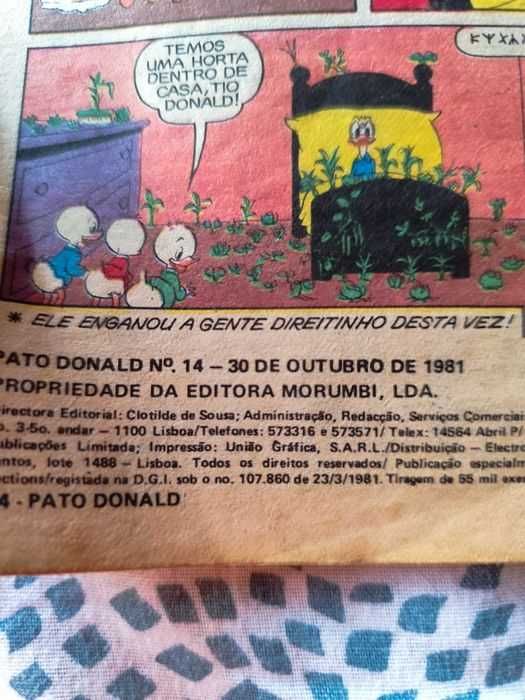 TEMOS
UMA HORTA
DENTRO DE
CASA, TIO
DONALD!
* ELE ENGANOU A GENTE DIREITINHO DESTA VEZ!
PATO DONALD Nº. 14 – 30 DE OUTUBRO DE 1981
PROPRIEDADE DA EDITORA MORUMBI, LDA.
irectora Editorial: Clotilde de Sousa; Administração, Redacção, Serviços Comerciai
o. 3-5o. andar – 1100 Lisboa/Telefones: 573316 e 573571/ Telex: 14564 Abril P/
ublicações Limitada; Impressão: União Gráfica, S.A.R.L./Distribuição – Electro
ntos, lote 1488 – Lisboa. Todos os direitos reservados/ Publicação especialm
ections/registada na D.G.I. sob o no. 107.860 de 23/3/1981. Tiragem de 55 mil exe
4 - PATO DONALD